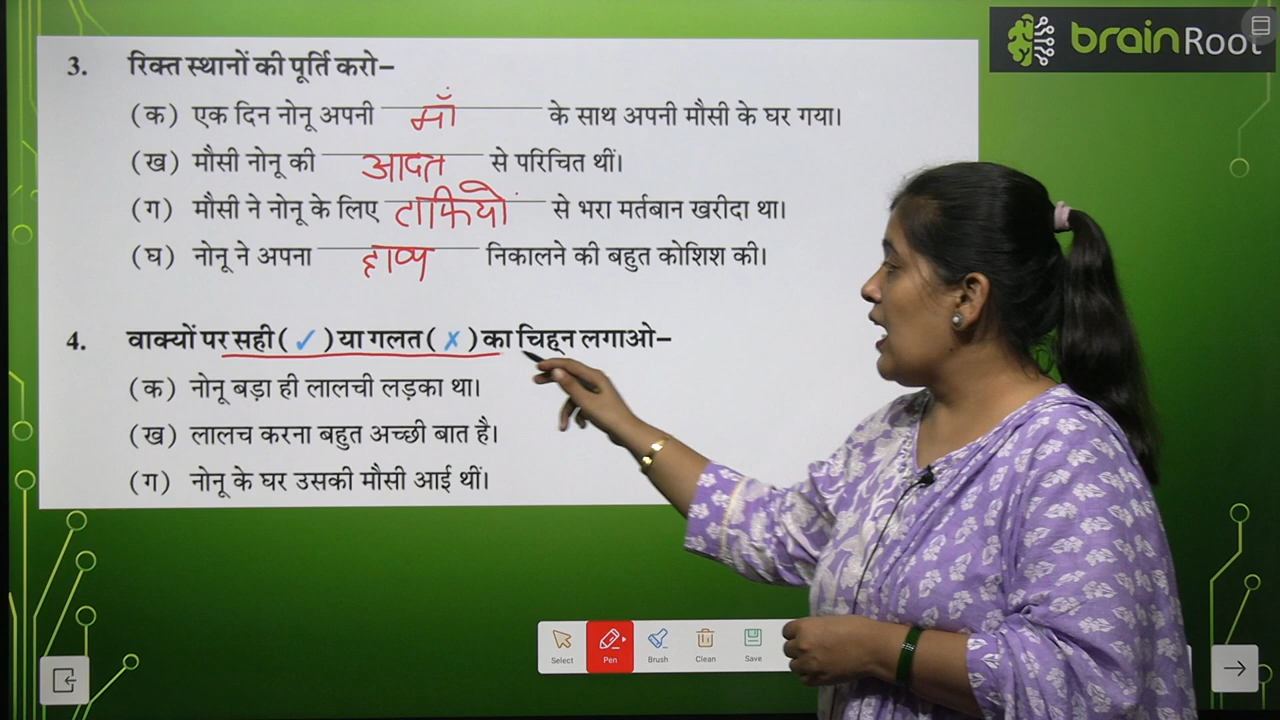 brainRoot
3. रिक्त स्थानों की पूर्ति करो–
(क) एक दिन नोनू अपनी माँ के साथ अपनी मौसी के घर गया।
(ख) मौसी नोनू की आदत से परिचित थीं।
(ग) मौसी ने नोनू के लिए टाफियों से भरा मर्तबान खरीदा था।
(घ) नोनू ने अपना हाथ निकालने की बहुत कोशिश की।
4. वाक्यों पर सही ( ✓ ) या गलत ( ✗ ) का चिह्न लगाओ–
(क) नोनू बड़ा ही लालची लड़का था।
(ख) लालच करना बहुत अच्छी बात है।
(ग) नोनू के घर उसकी मौसी आई थीं।
Select Pen Brush Clean Save